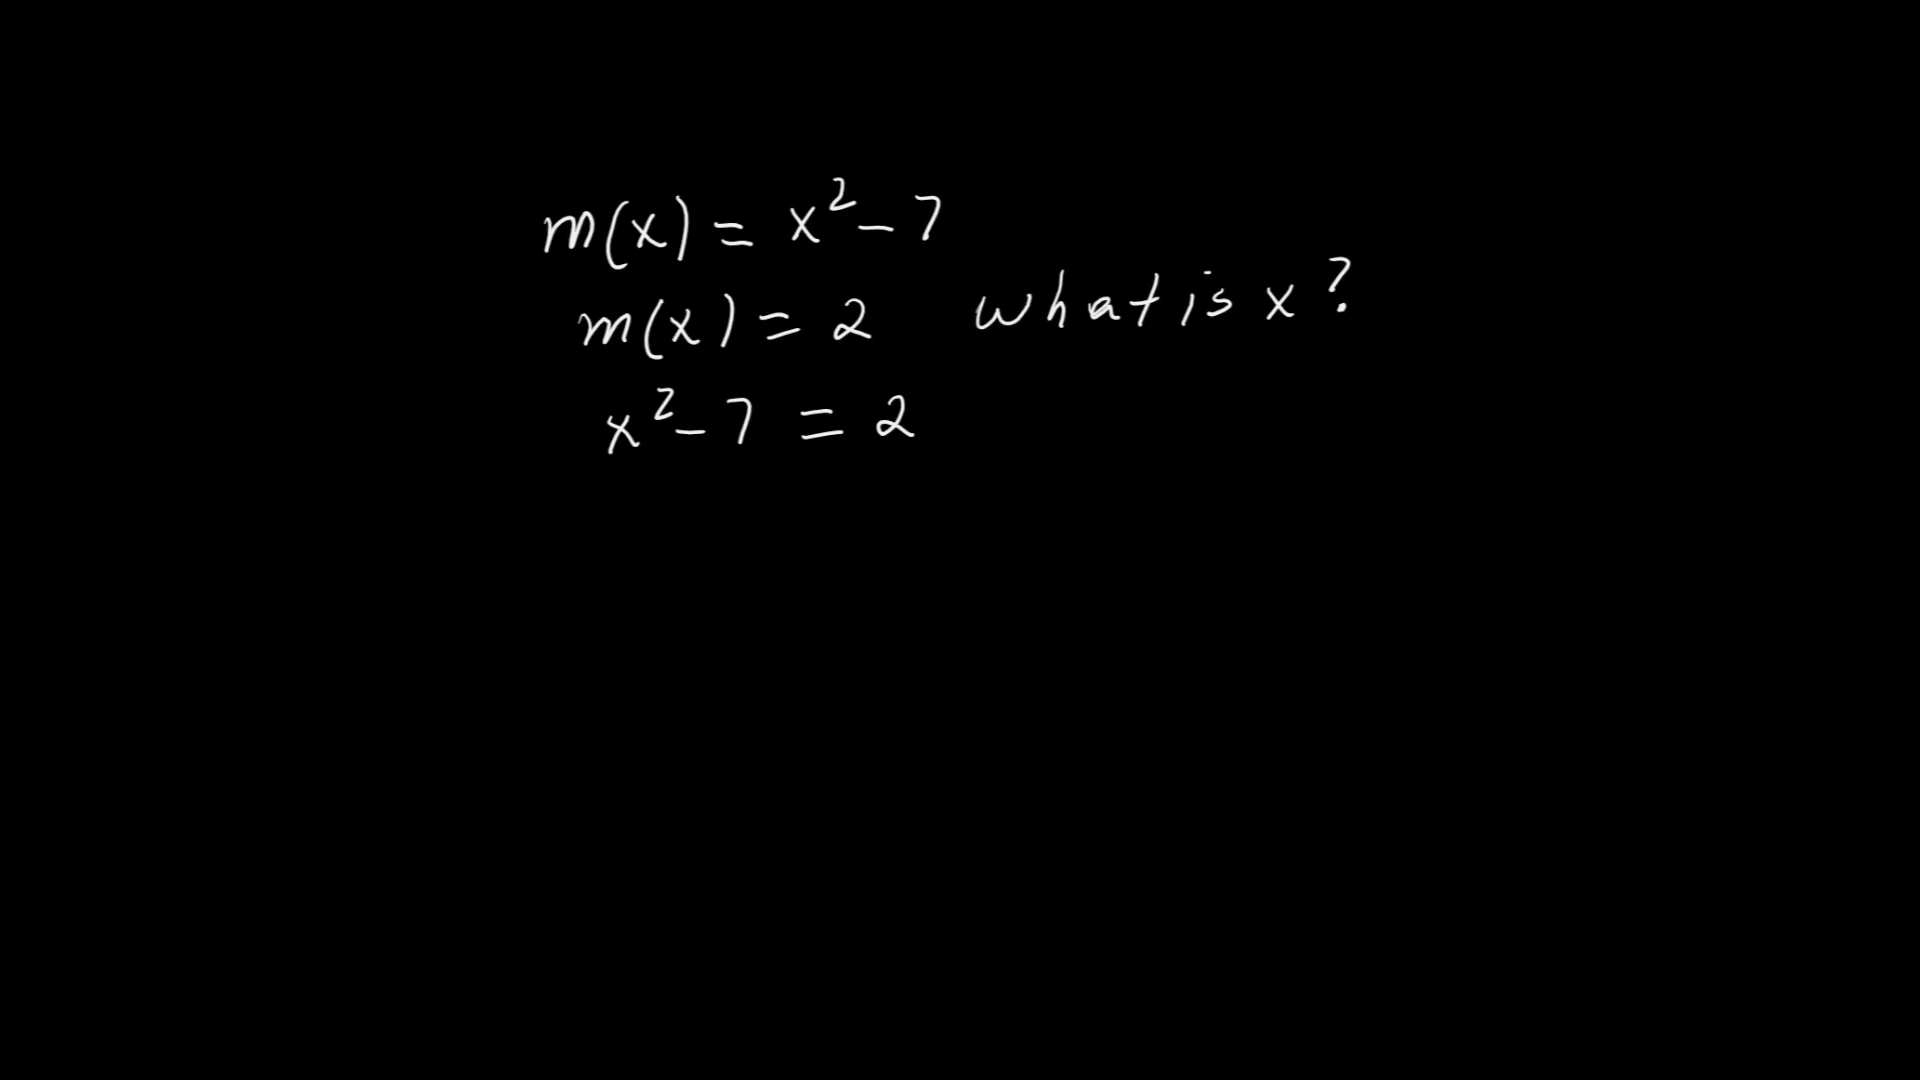 m(x) = x² - 7
m(x) = 2 what is x?
x² - 7 = 2